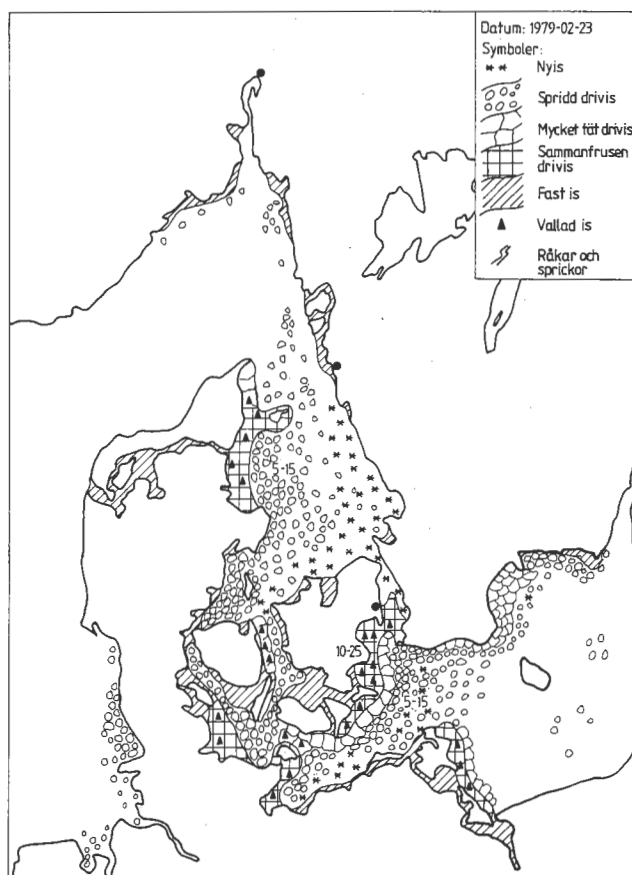 Datum: 1979-02-23
Symboler:
Nyis
Spridd drivis
Mycket tät drivis
Sammanfrusen
drivis
Fast is
Vallad is
Råkar och
sprickor
5-15
10-25
5-15